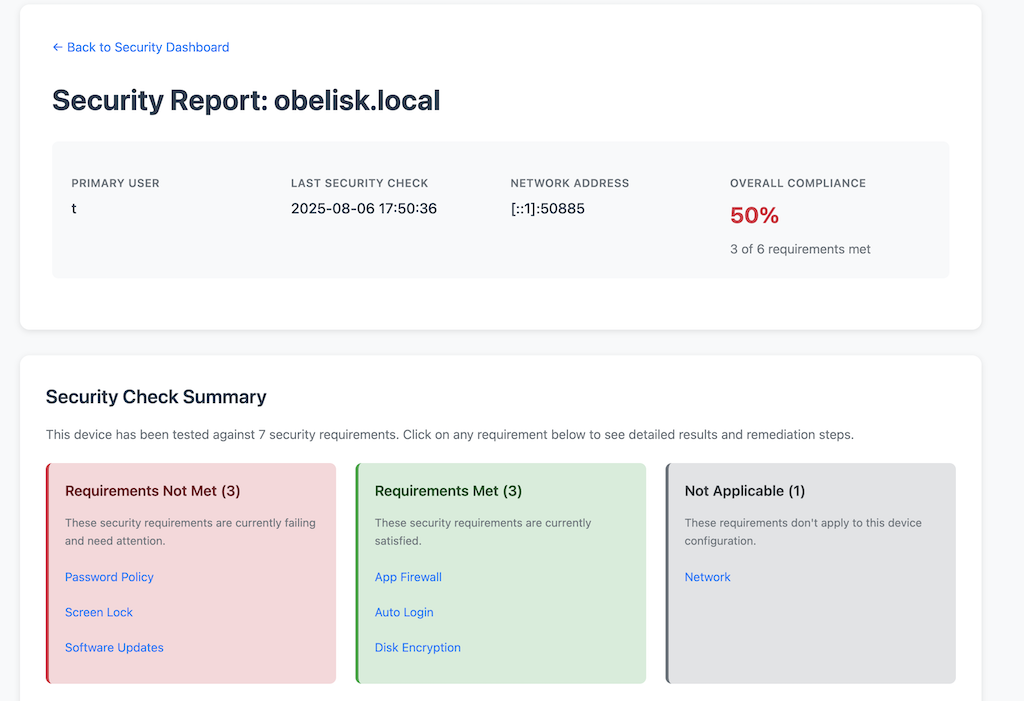 ← Back to Security Dashboard
Security Report: obelisk.local
PRIMARY USER
t
LAST SECURITY CHECK
2025-08-06 17:50:36
NETWORK ADDRESS
[::1]:50885
OVERALL COMPLIANCE
50%
3 of 6 requirements met
Security Check Summary
This device has been tested against 7 security requirements. Click on any requirement below to see detailed results and remediation steps.
Requirements Not Met (3)
These security requirements are currently failing
and need attention.
Password Policy
Screen Lock
Software Updates
Requirements Met (3)
These security requirements are currently
satisfied.
App Firewall
Auto Login
Disk Encryption
Not Applicable (1)
These requirements don't apply to this device
configuration.
Network